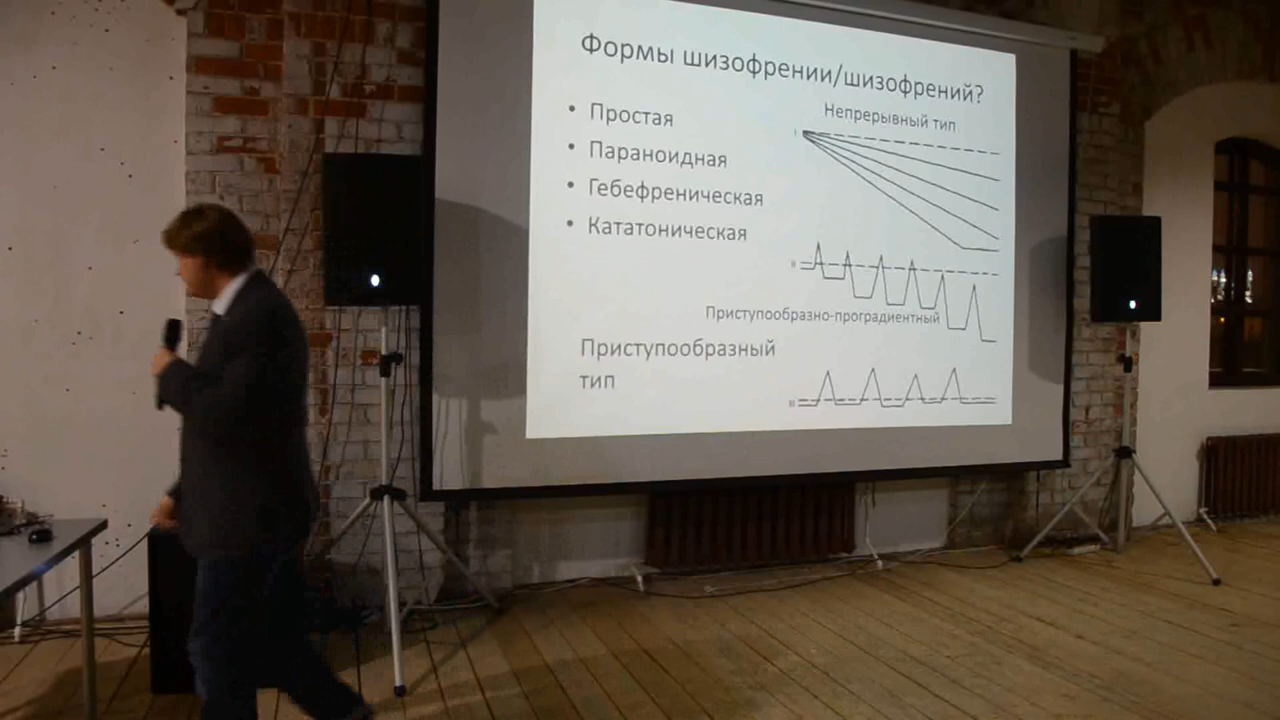 Формы шизофрении/шизофрений?
• Простая
• Параноидная
• Гебефреническая
• Кататоническая
Непрерывный тип
Приступообразно-проградиентный
Приступообразный
тип